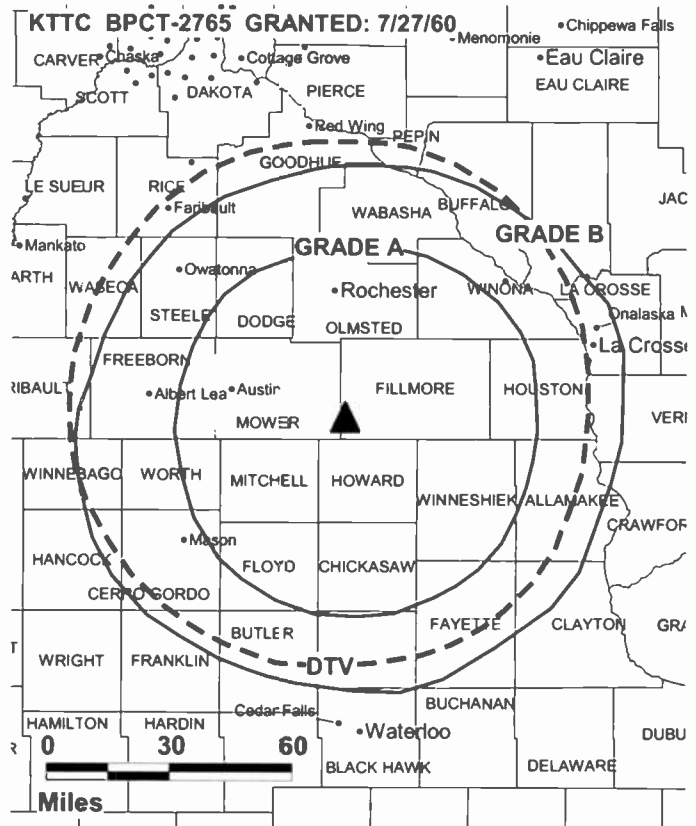 KTTC BPCT-2765 GRANTED: 7/27/60
Chippewa Falls
Menomonie
CARVER
Chaska
Cottage Grove
Eau Claire
EAU CLAIRE
SCOTT
DAKOTA
PIERCE
Red Wing
PEPIN
GOODHUE
LE SUEUR
RICE
Faribault
WABASHA
BUFFALO
JAC
GRADE B
GRADE A
Mankato
ARTH
WASECA
Owatonna
Rochester
WINONA
LA CROSSE
STEELE
DODGE
OLMSTED
Onalaska
M
La Crosse
FREEBORN
RIBAULT
Albert Lea
Austin
FILLMORE
HOUSTON
MOWER
VER
WINNEBAGO
WORTH
MITCHELL
HOWARD
WINNESHIEK
ALLAMAKEE
CRAWFOR
Mason
HANCOCK
FLOYD
CHICKASAW
CERRO GORDO
BUTLER
FAYETTE
CLAYTON
GRA
T
WRIGHT
FRANKLIN
DTV
BUCHANAN
Cedar Falls
HAMILTON
HARDIN
Waterloo
DUBU
R
0 30 60
BLACK HAWK
DELAWARE
Miles